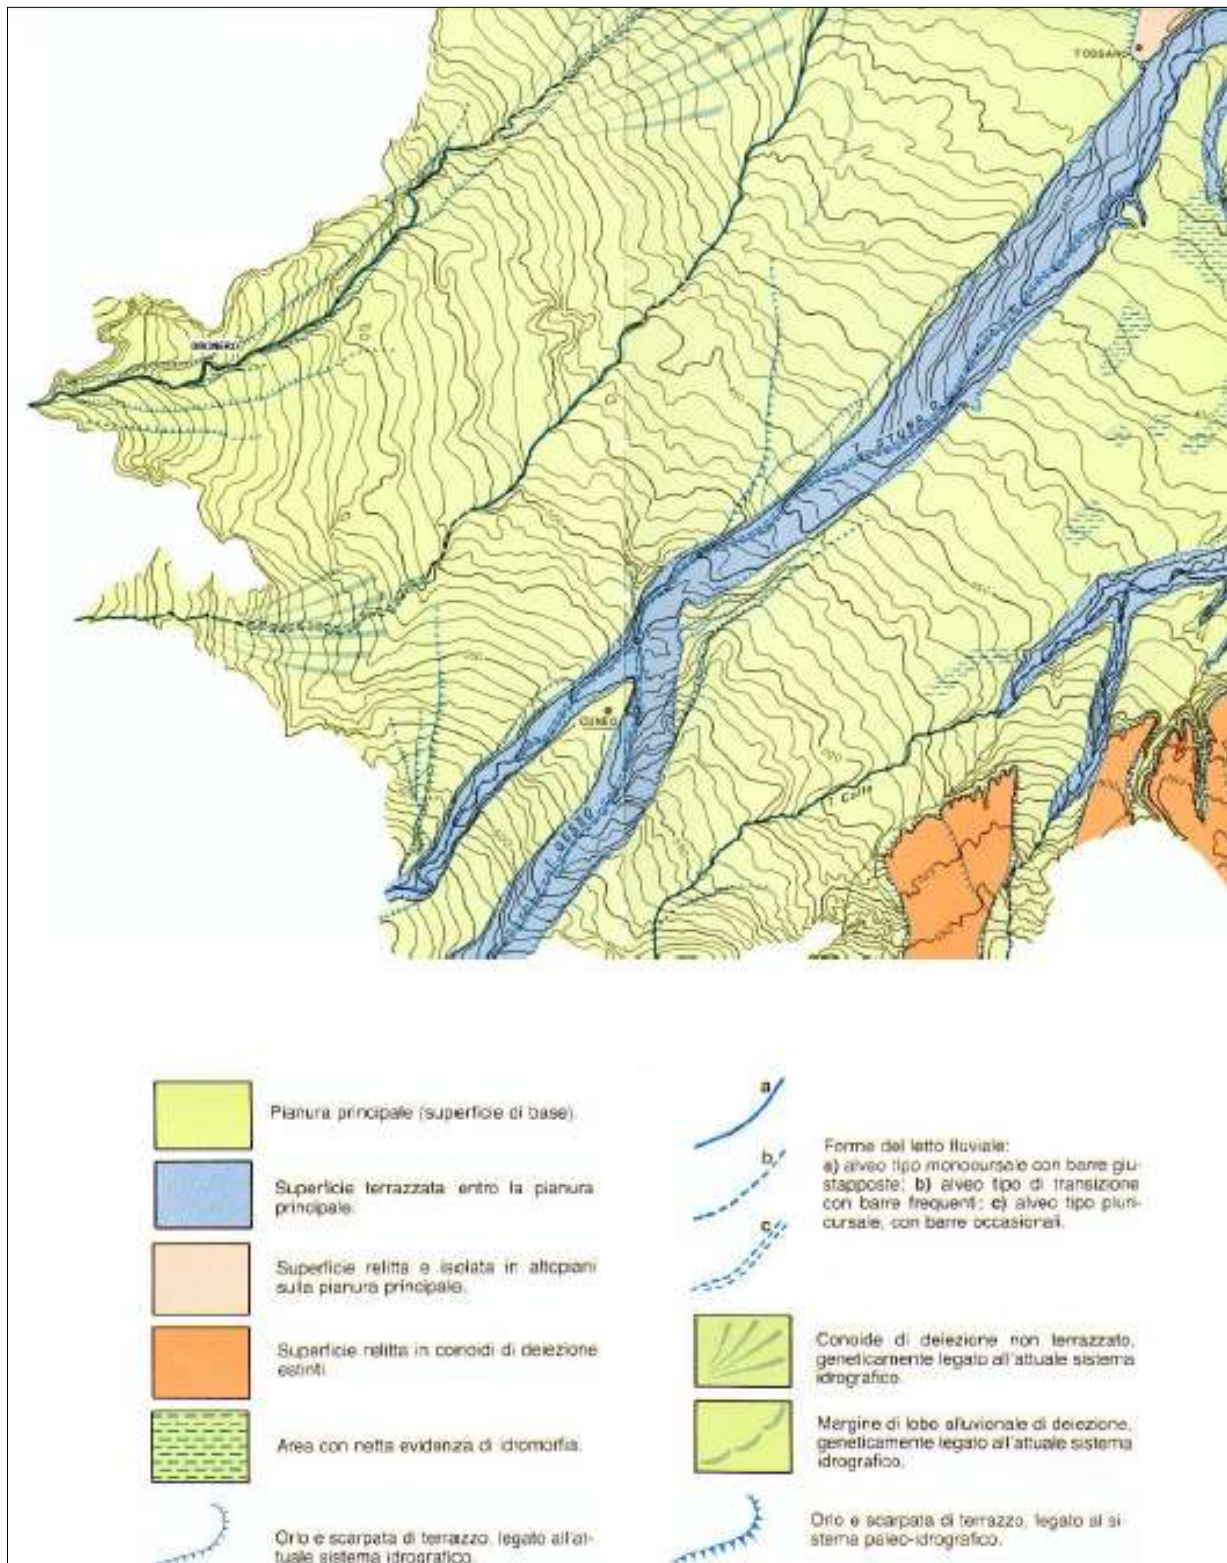 FOSSANO
DRONERO
T. STURA D
CUNEO
GESSO
T. Colla
Pianura principale (superficie di base).
Superficie terrazzata entro la pianura
principale.
Superficie relitta e isolata in altopiani
sulla pianura principale.
Superficie relitta in conoidi di deiezione
estinti.
Area con netta evidenza di idromorfia.
Orlo e scarpata di terrazzo, legato all'at-
tuale sistema idrografico.
a
b
c
Forme del letto fluviale:
a) alveo tipo monocursale con barre giu-
stapposte; b) alveo tipo di transizione
con barre frequenti; c) alveo tipo pluri-
cursale, con barre occasionali.
Conoide di deiezione non terrazzato,
geneticamente legato all'attuale sistema
idrografico.
Margine di lobo alluvionale di deiezione,
geneticamente legato all'attuale sistema
idrografico.
Orlo e scarpata di terrazzo, legato al si-
stema paleo-idrografico.